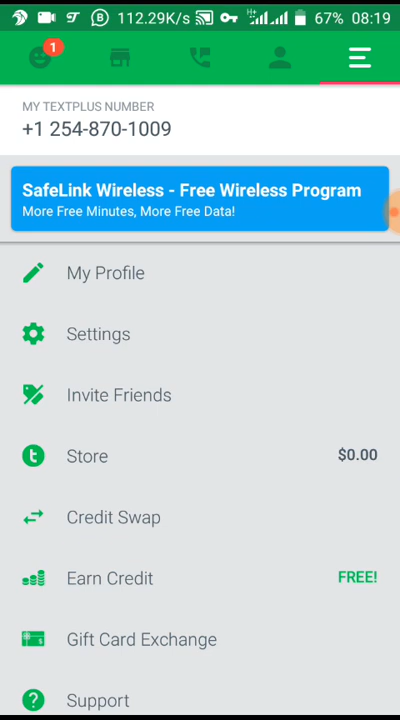 112.29K/s H+ 67% 08:19
1
MY TEXTPLUS NUMBER
+1 254-870-1009
SafeLink Wireless - Free Wireless Program
More Free Minutes, More Free Data!
My Profile
Settings
Invite Friends
Store $0.00
Credit Swap
Earn Credit FREE!
Gift Card Exchange
Support